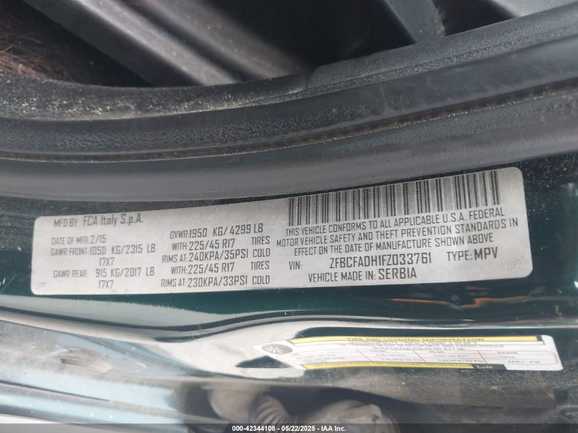 MFD BY FCA Italy S.p.A.
DATE OF MFR 2/15
GVWR 1950 KG/ 4299 LB
GAWR FRONT 1050 KG/2315 LB WITH 225/45 R17 TIRES
17X7 RIMS AT 240KPA/35PSI COLD
GAWR REAR 915 KG/2017 LB WITH 225/45 R17 TIRES
17X7 RIMS AT 230KPA/33PSI COLD
THIS VEHICLE CONFORMS TO ALL APPLICABLE U.S.A. FEDERAL
MOTOR VEHICLE SAFETY, BUMPER, AND THEFT PREVENTION STANDARDS IN
EFFECT ON THE DATE OF MANUFACTURE SHOWN ABOVE.
VIN: ZFBCFADH1FZ033761 TYPE: MPV
VEHICLE MADE IN: SERBIA
000-42344108 - 05/22/2025 - IAA Inc.